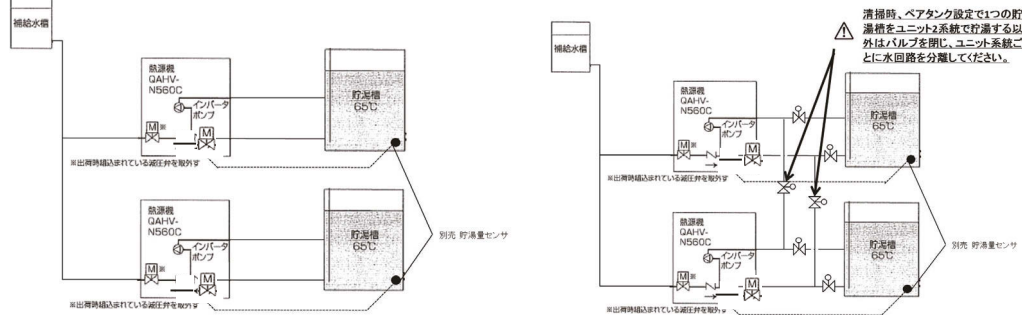 補給水槽
熱源機
QAHV-
N560C
インバータ
ポンプ
M
M
貯湯槽
65℃
※出荷時組込まれている減圧弁を取外す
熱源機
QAHV-
N560C
インバータ
ポンプ
M
M
貯湯槽
65℃
※出荷時組込まれている減圧弁を取外す
別売 貯湯量センサ
清掃時、ペアタンク設定で1つの貯
湯槽をユニット2系統で貯湯する以
外はバルブを閉じ、ユニット系統ご
とに水回路を分離してください。
補給水槽
熱源機
QAHV-
N560C
インバータ
ポンプ
M
M
貯湯槽
65℃
※出荷時組込まれている減圧弁を取外す
熱源機
QAHV-
N560C
インバータ
ポンプ
M
M
貯湯槽
65℃
※出荷時組込まれている減圧弁を取外す
別売 貯湯量センサ